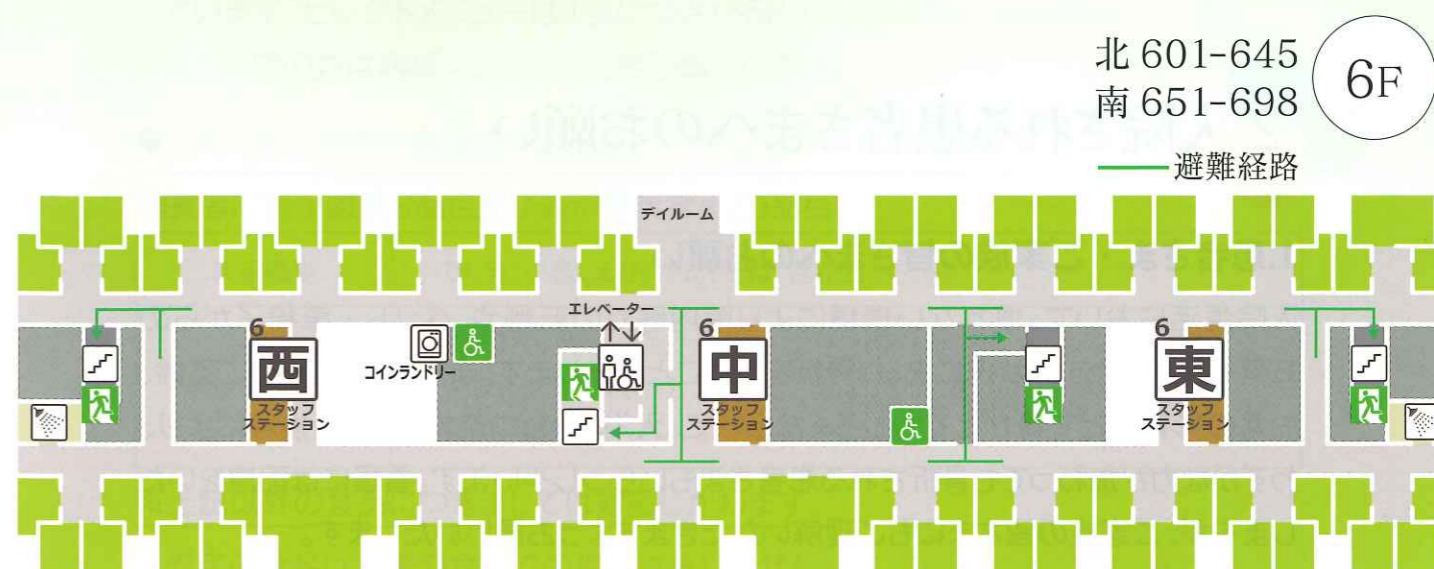 北 601-645
南 651-698
6F
避難経路
デイルーム
エレベーター
コインランドリー
6
西
スタッフ
ステーション
6
中
スタッフ
ステーション
6
東
スタッフ
ステーション